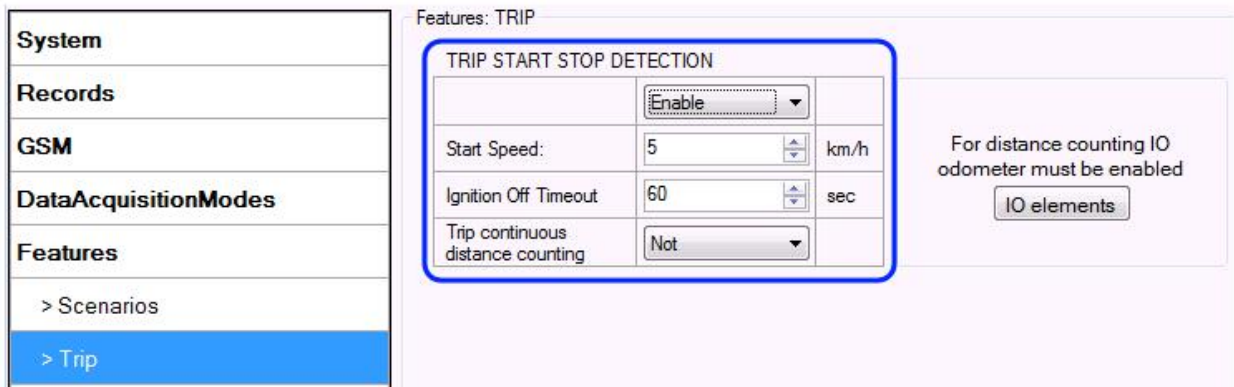 System
Records
GSM
DataAcquisitionModes
Features
> Scenarios
> Trip
Features: TRIP
TRIP START STOP DETECTION
Enable
Start Speed: 5 km/h
Ignition Off Timeout 60 sec
Trip continuous
distance counting Not
For distance counting IO
odometer must be enabled
IO elements